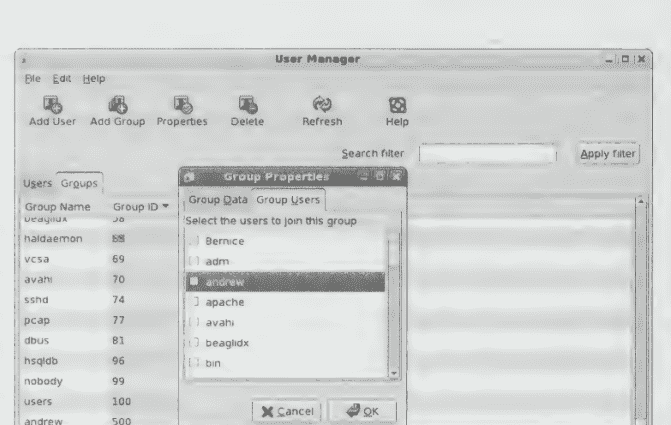 User Manager
File Edit Help
Add User Add Group Properties Delete Refresh Help
Search filter Apply filter
Users Groups
Group Name Group ID
beaglidx 58
haldaemon 68
vcsa 69
avahi 70
sshd 74
pcap 77
dbus 81
hsqldb 96
nobody 99
users 100
andrew 500
Group Properties
Group Data Group Users
Select the users to join this group
Bernice
adm
andrew
apache
avahi
beaglidx
bin
Cancel OK